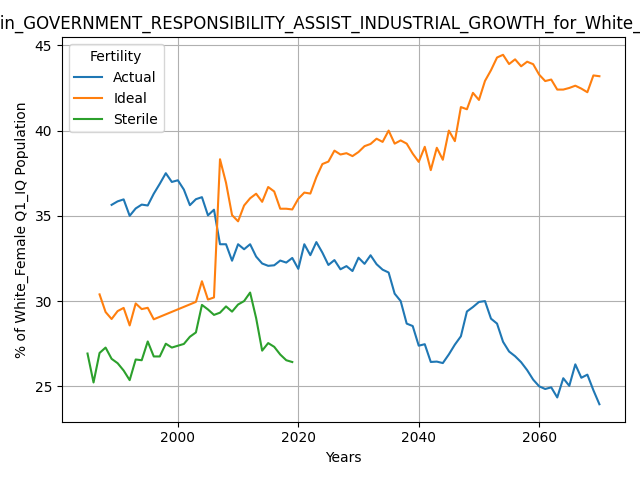 in_GOVERNMENT_RESPONSIBILITY_ASSIST_INDUSTRIAL_GROWTH_for_White_
Fertility
Actual
Ideal
Sterile
% of White_Female Q1_IQ Population
45
40
35
30
25
2000
2020
2040
2060
Years